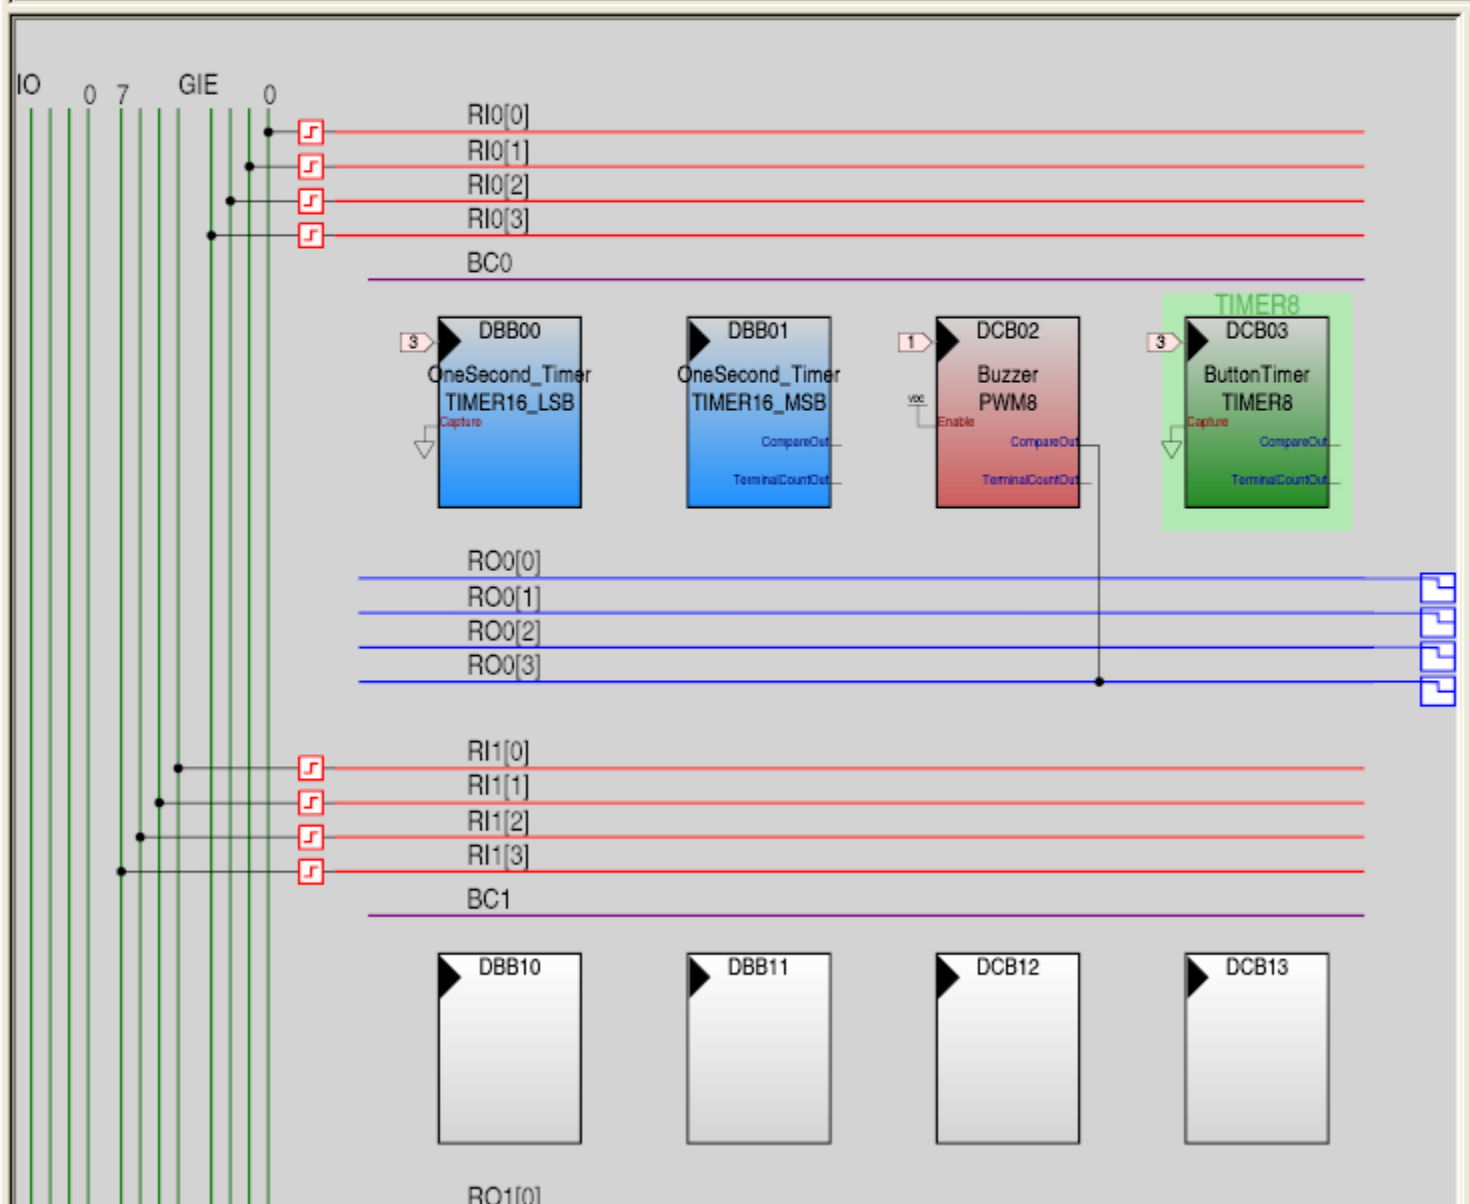 IO 0 7 GIE 0
RI0[0]
RI0[1]
RI0[2]
RI0[3]
BC0
TIMER8
3 DBB00
OneSecond_Timer
TIMER16_LSB
Capture
DBB01
OneSecond_Timer
TIMER16_MSB
CompareOut
TerminalCountOut
1 DCB02
Buzzer
PWM8
VCC
Enable
CompareOut
TerminalCountOut
3 DCB03
ButtonTimer
TIMER8
Capture
CompareOut
TerminalCountOut
RO0[0]
RO0[1]
RO0[2]
RO0[3]
RI1[0]
RI1[1]
RI1[2]
RI1[3]
BC1
DBB10 DBB11 DCB12 DCB13
RO1[0]